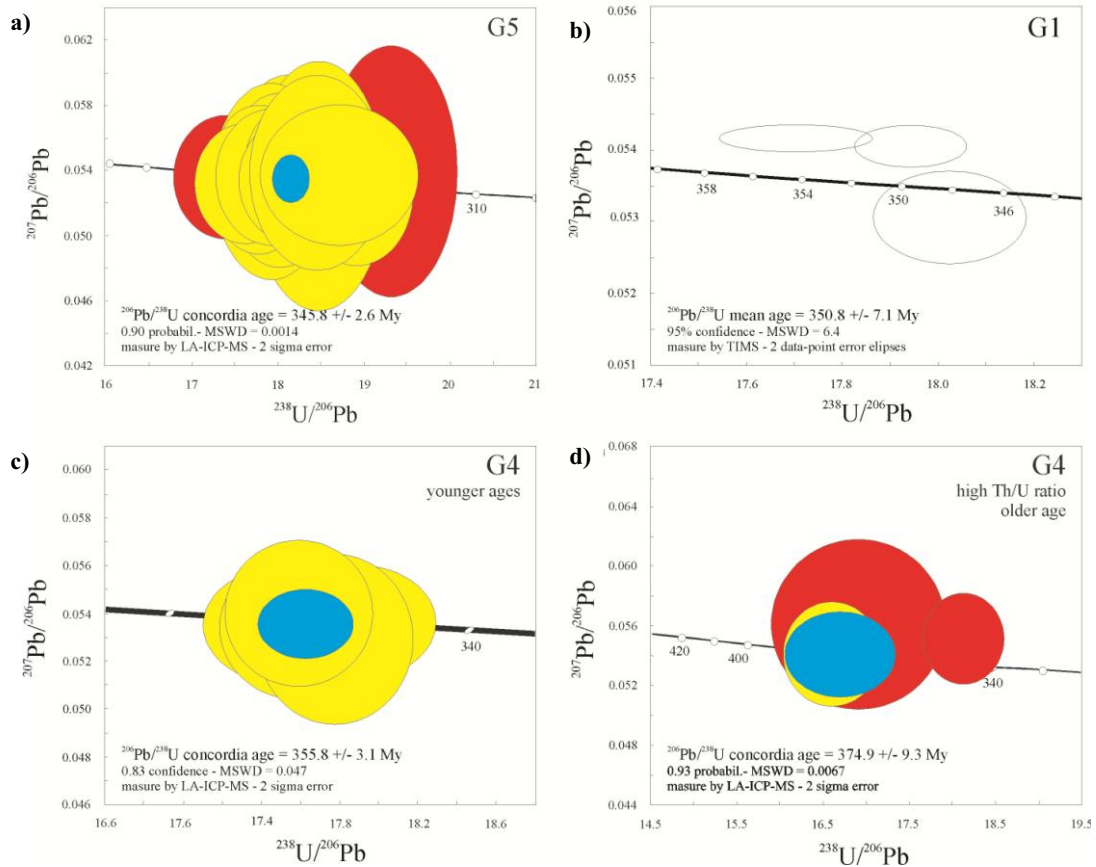 a)
G5
0.062
0.058
0.054
0.050
0.046
0.042
207Pb/206Pb
310
206Pb/238U concordia age = 345.8 +/- 2.6 My
0.90 probabil.- MSWD = 0.0014
masure by LA-ICP-MS - 2 sigma error
16 17 18 19 20 21
238U/206Pb
b)
G1
0.056
0.055
0.054
0.053
0.052
0.051
207Pb/206Pb
358 354 350 346
206Pb/238U mean age = 350.8 +/- 7.1 My
95% confidence - MSWD = 6.4
masure by TIMS - 2 data-point error elipses
17.4 17.6 17.8 18.0 18.2
238U/206Pb
c)
G4
younger ages
0.060
0.058
0.056
0.054
0.052
0.050
0.048
0.046
207Pb/206Pb
340
206Pb/238U concordia age = 355.8 +/- 3.1 My
0.83 confidence - MSWD = 0.047
masure by LA-ICP-MS - 2 sigma error
16.6 17.6 17.4 17.8 18.2 18.6
238U/206Pb
d)
G4
high Th/U ratio
older age
0.068
0.064
0.060
0.056
0.052
0.048
0.044
207Pb/206Pb
420 400 340
206Pb/238U concordia age = 374.9 +/- 9.3 My
0.93 probabil.- MSWD = 0.0067
masure by LA-ICP-MS - 2 sigma error
14.5 15.5 16.5 17.5 18.5 19.5
238U/206Pb